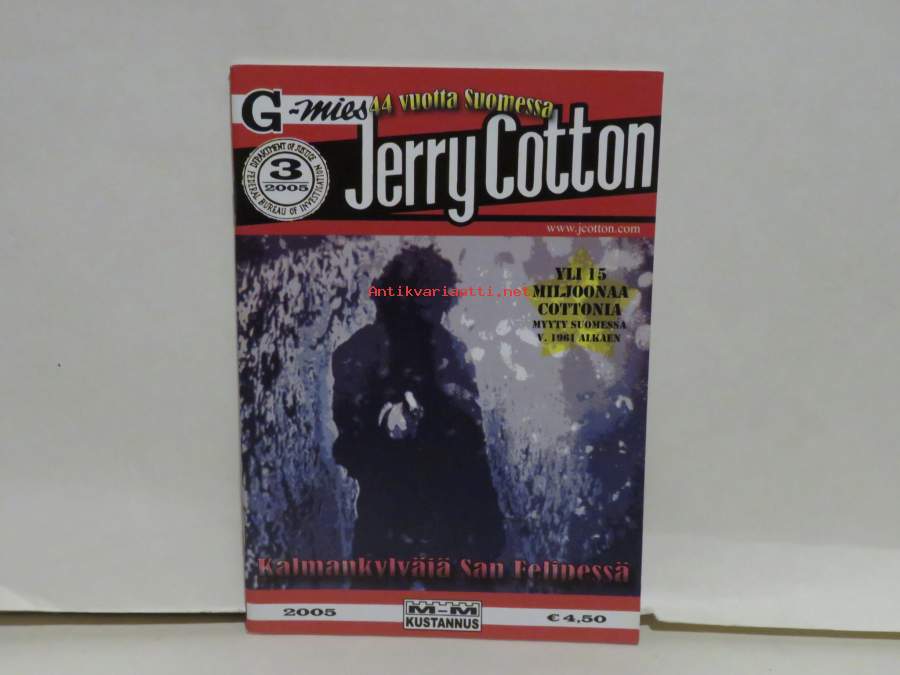 G-mies
44 vuotta Suomessa
Jerry Cotton
DEPARTMENT OF JUSTICE
3
2005
FEDERAL BUREAU OF INVESTIGATION
www.jcotton.com
YLI 15
MILJOONAA
COTTONIA
MYYTY SUOMESSA
V. 1961 ALKAEN
Antikvariaatti.net
Kalmankylväjä San Felipessä
2005
M-M
KUSTANNUS
€ 4,50